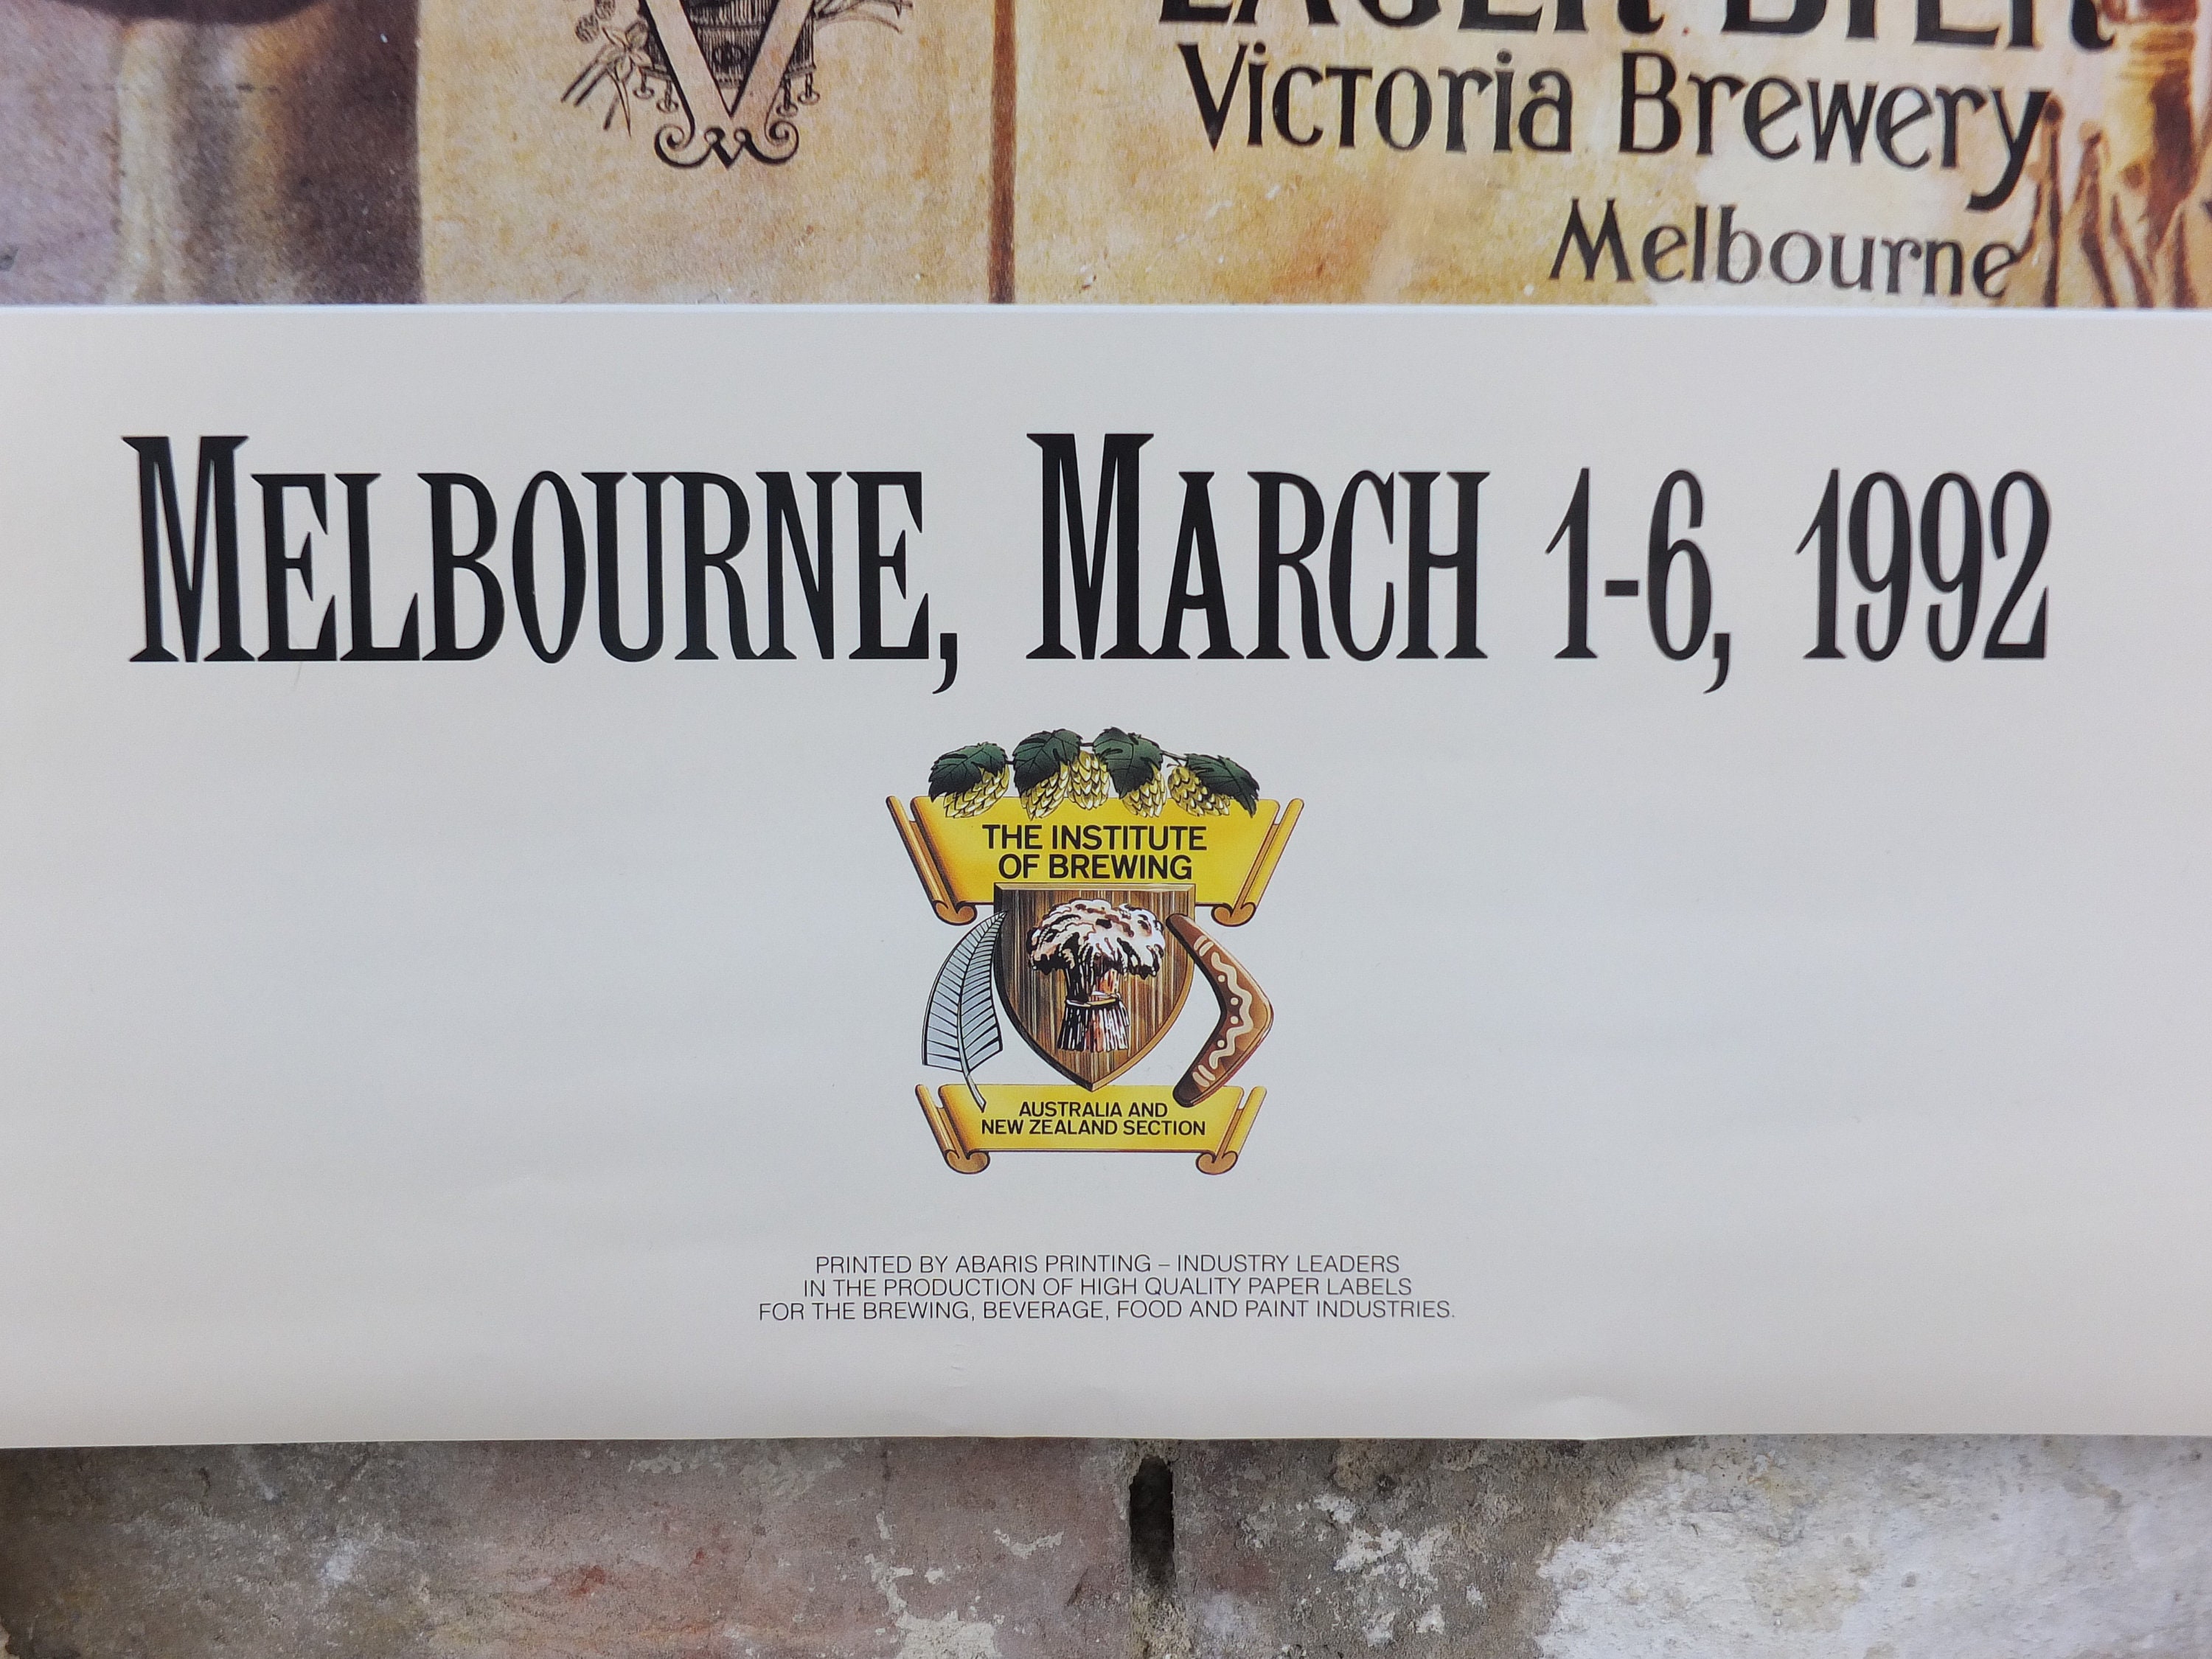 LAGER BIER
Victoria Brewery
Melbourne
V
MELBOURNE, MARCH 1-6, 1992
THE INSTITUTE
OF BREWING
AUSTRALIA AND
NEW ZEALAND SECTION
PRINTED BY ABARIS PRINTING – INDUSTRY LEADERS
IN THE PRODUCTION OF HIGH QUALITY PAPER LABELS
FOR THE BREWING, BEVERAGE, FOOD AND PAINT INDUSTRIES.